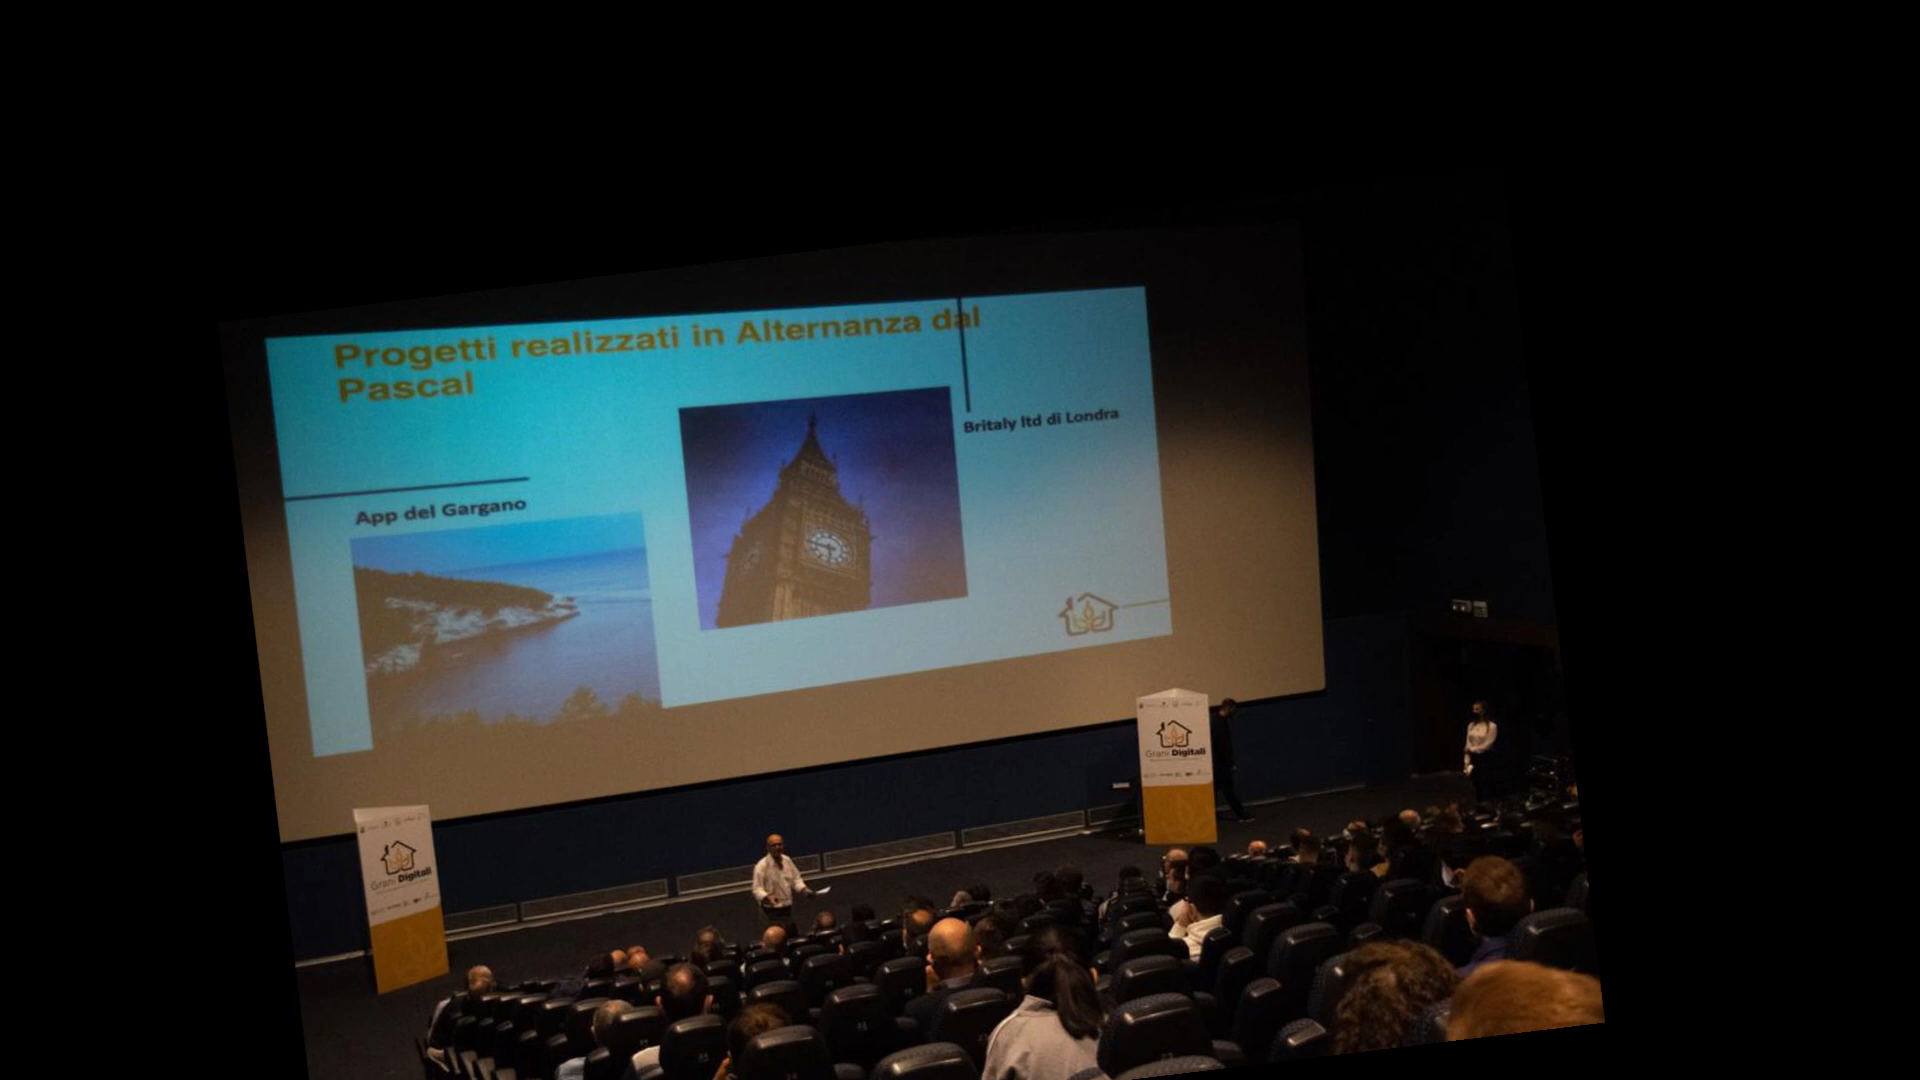 Progetti realizzati in Alternanza dal
Pascal
Britaly ltd di Londra
App del Gargano
Grani Digitali
Grani Digitali